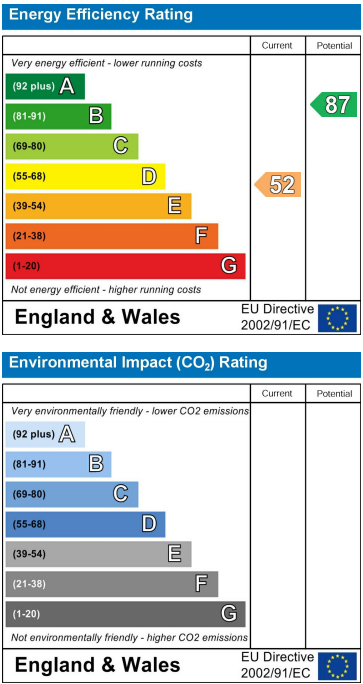 Energy Efficiency Rating
Current Potential
Very energy efficient - lower running costs
(92 plus) A
(81-91) B
(69-80) C
(55-68) D
(39-54) E
(21-38) F
(1-20) G
87
52
Not energy efficient - higher running costs
England & Wales
EU Directive
2002/91/EC
Environmental Impact (CO₂) Rating
Current Potential
Very environmentally friendly - lower CO2 emissions
(92 plus) A
(81-91) B
(69-80) C
(55-68) D
(39-54) E
(21-38) F
(1-20) G
Not environmentally friendly - higher CO2 emissions
England & Wales
EU Directive
2002/91/EC